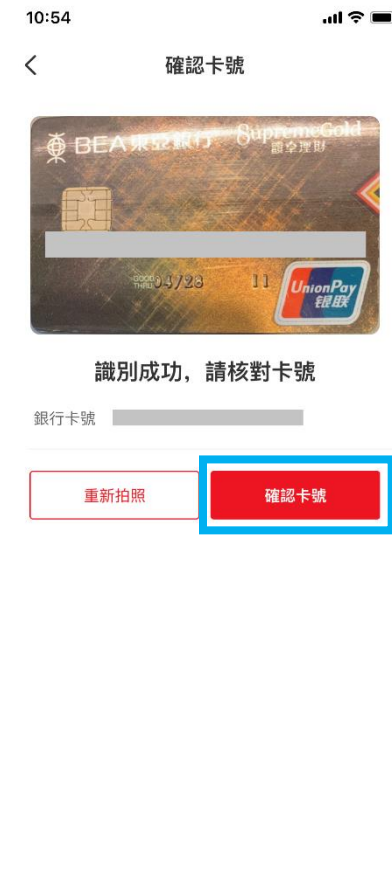 10:54
確認卡號
BEA東亞銀行 SupremeGold
顯卓理財
GOOD THRU 04/28 11
UnionPay
银联
識別成功，請核對卡號
銀行卡號
重新拍照
確認卡號